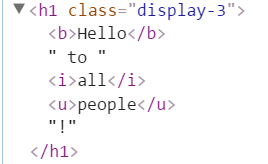 ▼<h1 class="display-3">
<b>Hello</b>
" to "
<i>all</i>
<u>people</u>
"!"
</h1>